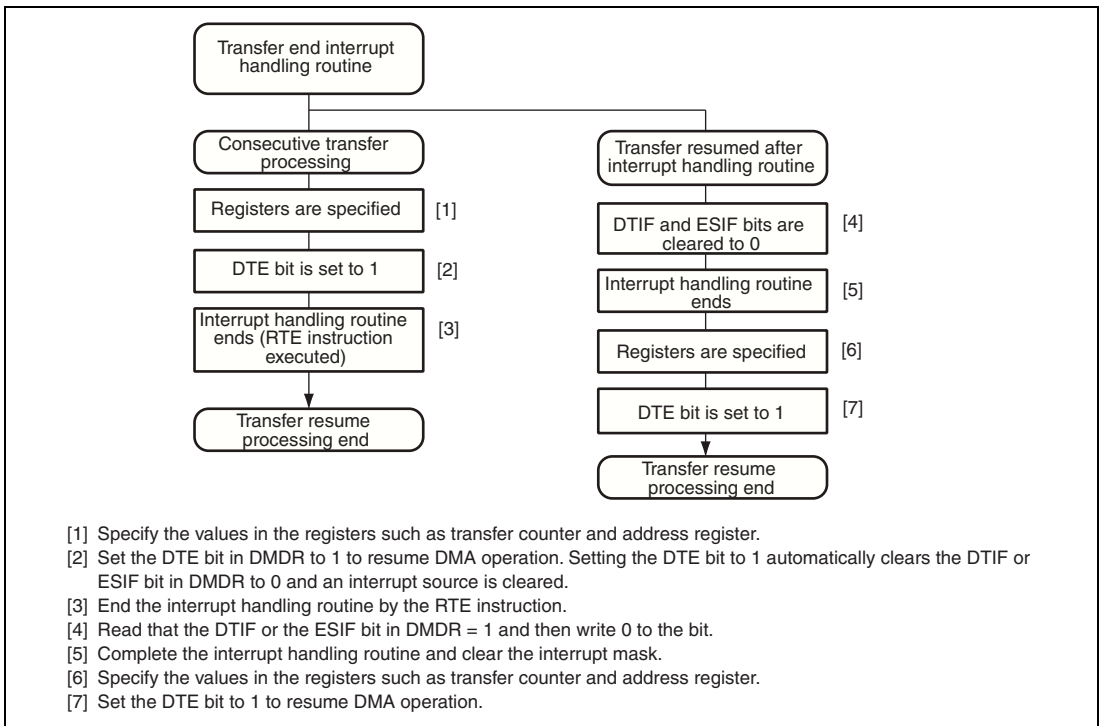 Transfer end interrupt
handling routine
Consecutive transfer
processing
Registers are specified
[1]
DTE bit is set to 1
[2]
Interrupt handling routine
ends (RTE instruction
executed)
[3]
Transfer resume
processing end
Transfer resumed after
interrupt handling routine
DTIF and ESIF bits are
cleared to 0
[4]
Interrupt handling routine
ends
[5]
Registers are specified
[6]
DTE bit is set to 1
[7]
Transfer resume
processing end
[1] Specify the values in the registers such as transfer counter and address register.
[2] Set the DTE bit in DMDR to 1 to resume DMA operation. Setting the DTE bit to 1 automatically clears the DTIF or
ESIF bit in DMDR to 0 and an interrupt source is cleared.
[3] End the interrupt handling routine by the RTE instruction.
[4] Read that the DTIF or the ESIF bit in DMDR = 1 and then write 0 to the bit.
[5] Complete the interrupt handling routine and clear the interrupt mask.
[6] Specify the values in the registers such as transfer counter and address register.
[7] Set the DTE bit to 1 to resume DMA operation.